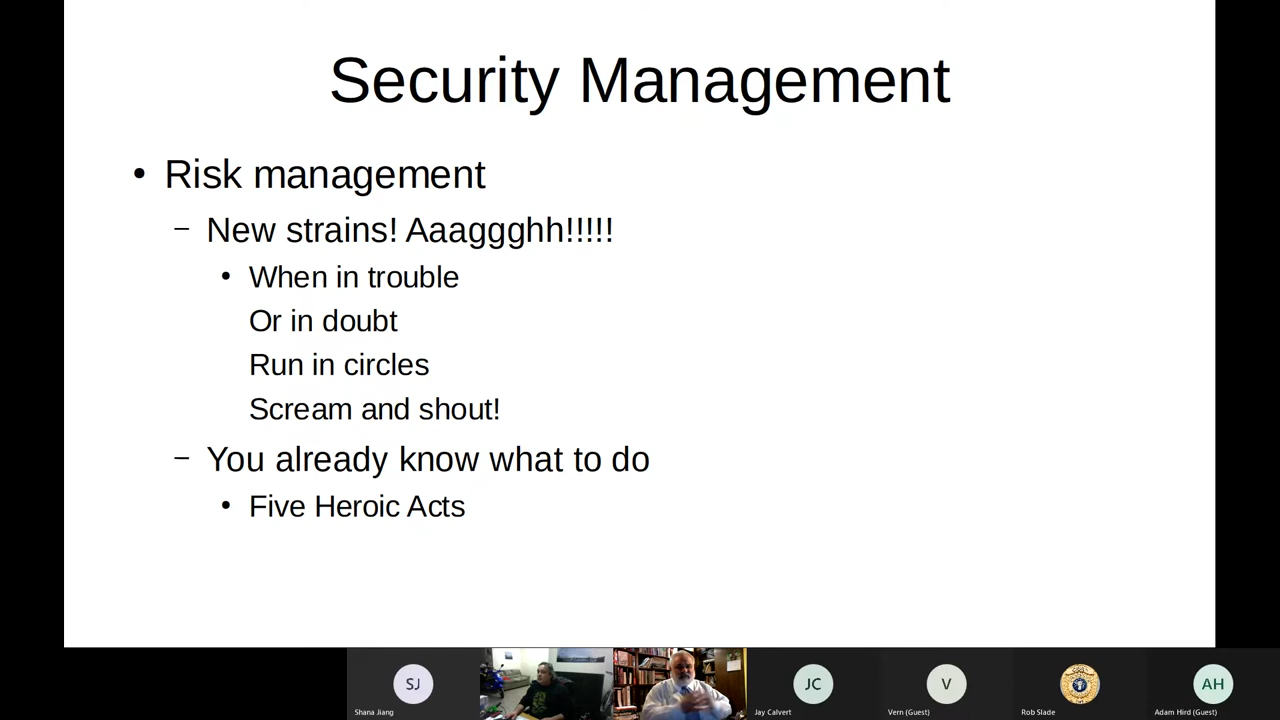 Security Management
• Risk management
– New strains! Aaaggghh!!!!!
• When in trouble
Or in doubt
Run in circles
Scream and shout!
– You already know what to do
• Five Heroic Acts
SJ
JC
V
AH
Shana Jiang
Jay Calvert
Vern (Guest)
Rob Slade
Adam Hird (Guest)